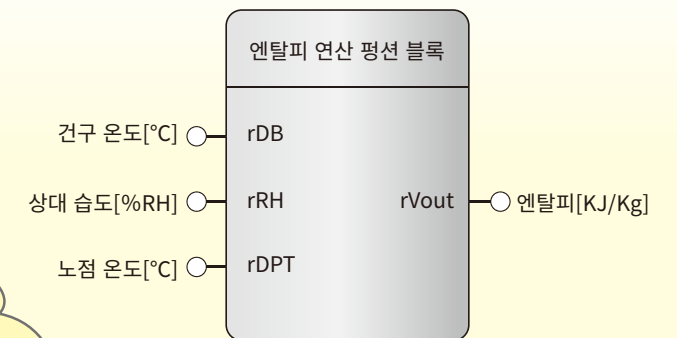 엔탈피 연산 펑션 블록
건구 온도[°C] rDB
상대 습도[%RH] rRH rVout 엔탈피[KJ/Kg]
노점 온도[°C] rDPT